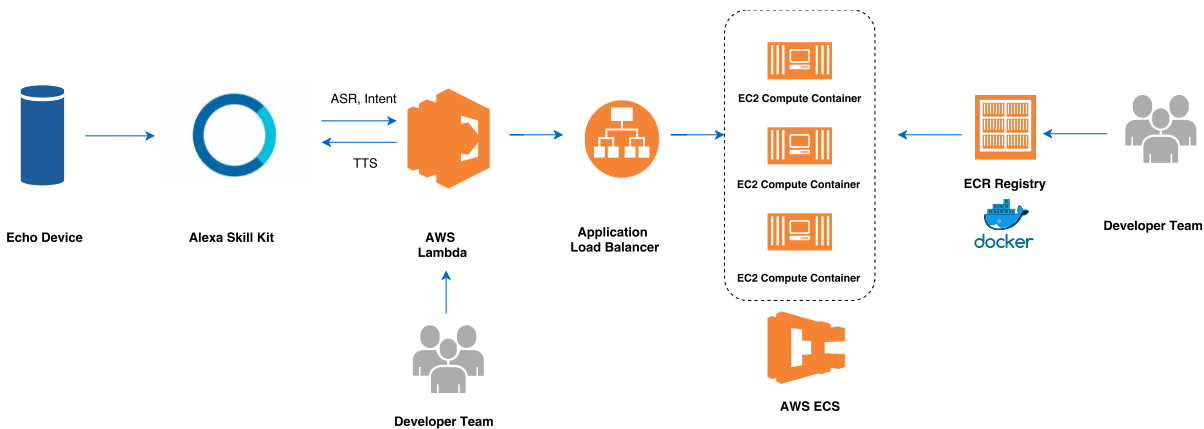 EC2 Compute Container
ASR, Intent
TTS
EC2 Compute Container
ECR Registry
docker
Echo Device
Alexa Skill Kit
AWS
Lambda
Application
Load Balancer
EC2 Compute Container
Developer Team
AWS ECS
Developer Team